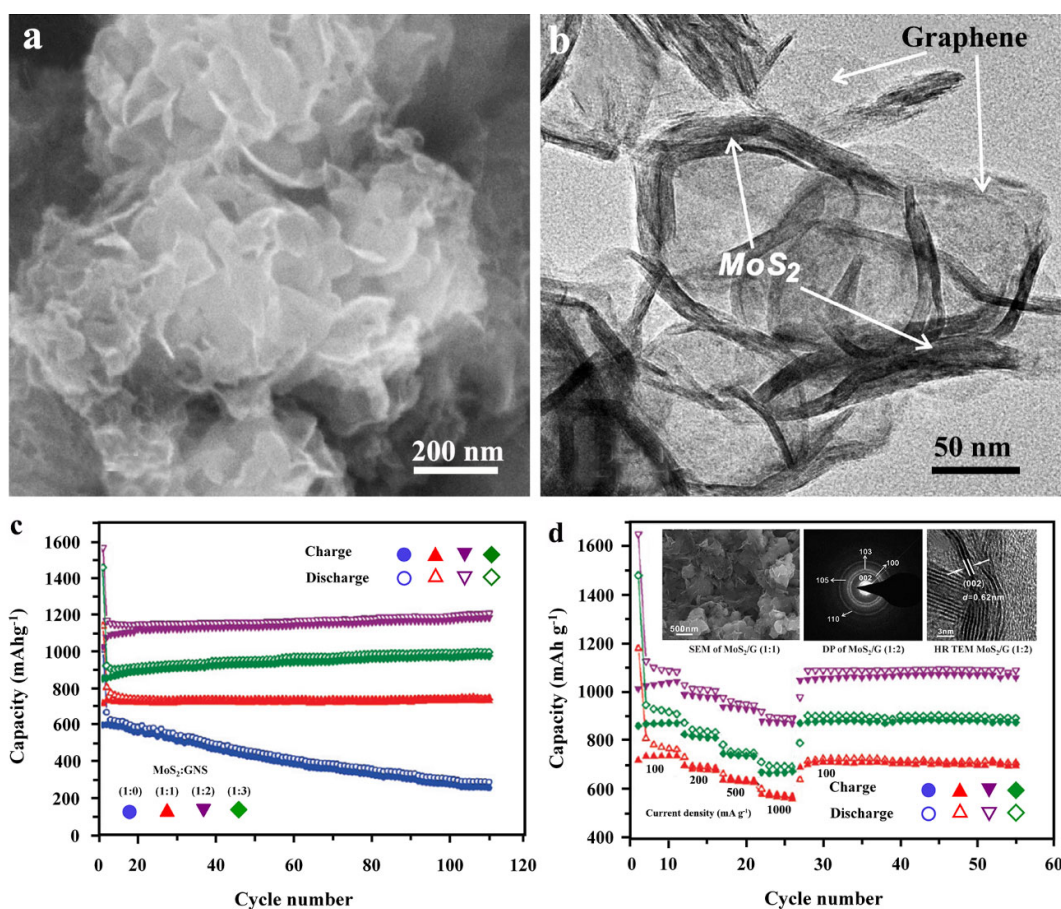 a
200 nm
b
Graphene
MoS2
50 nm
c
Capacity (mAhg-1)
1600
1400
1200
1000
800
600
400
200
0
Charge
Discharge
MoS2:GNS
(1:0) (1:1) (1:2) (1:3)
0 20 40 60 80 100 120
Cycle number
d
Capacity (mAh g-1)
1600
1400
1200
1000
800
600
400
500nm
SEM of MoS2/G (1:1)
103
100
002
105
110
DP of MoS2/G (1:2)
(002)
d=0.62nm
3nm
HR TEM MoS2/G (1:2)
100
200
500
1000
100
Current density (mA g-1)
Charge
Discharge
0 10 20 30 40 50 60
Cycle number